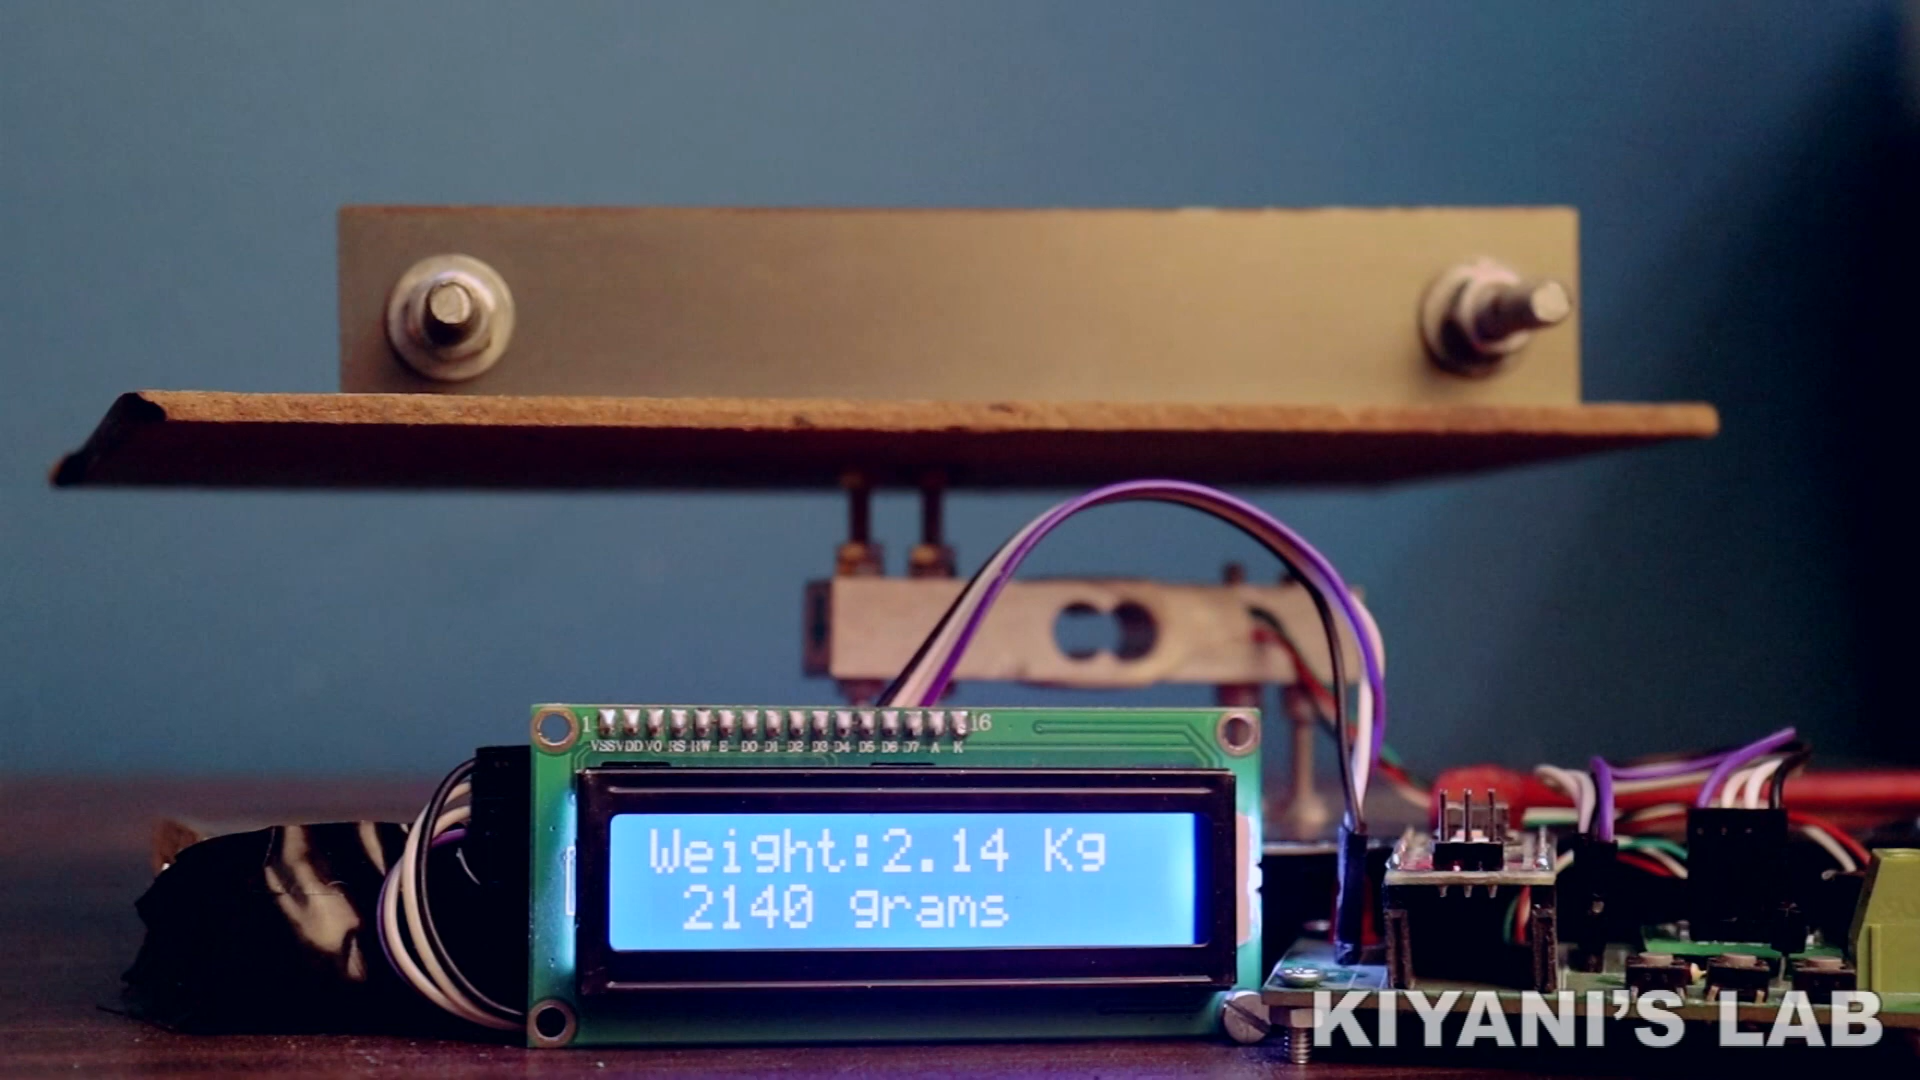 1 16
VSS VDD V0 RS RW E D0 D1 D2 D3 D4 D5 D6 D7 A K
Weight:2.14 Kg
2140 grams
KIYANI'S LAB